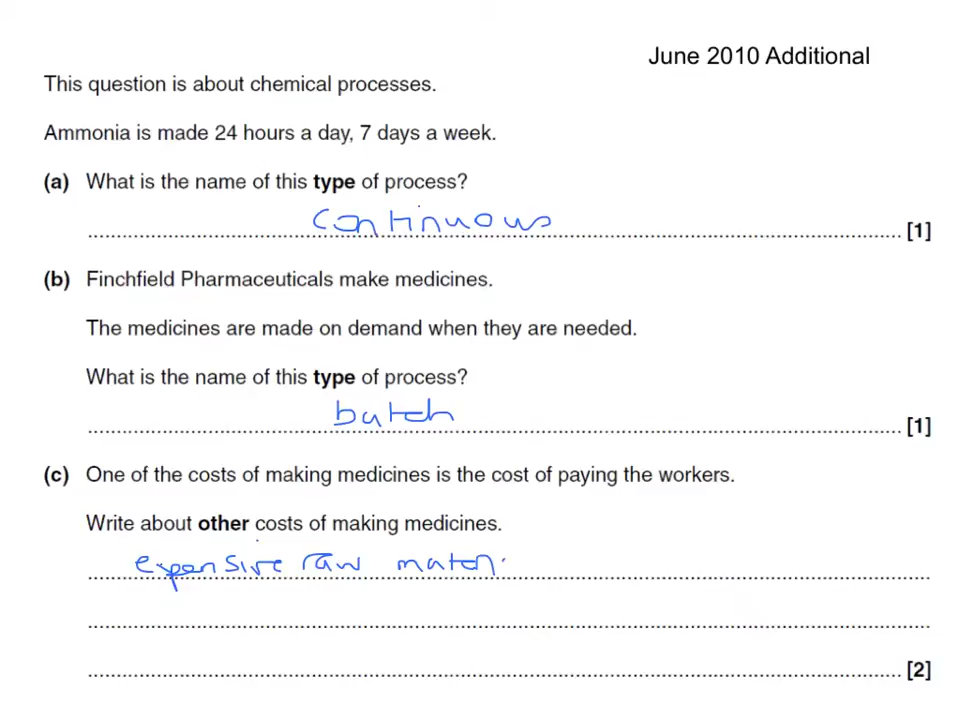 June 2010 Additional
This question is about chemical processes.
Ammonia is made 24 hours a day, 7 days a week.
(a) What is the name of this type of process?
continuous
[1]
(b) Finchfield Pharmaceuticals make medicines.
The medicines are made on demand when they are needed.
What is the name of this type of process?
batch
[1]
(c) One of the costs of making medicines is the cost of paying the workers.
Write about other costs of making medicines.
expensive raw
[2]